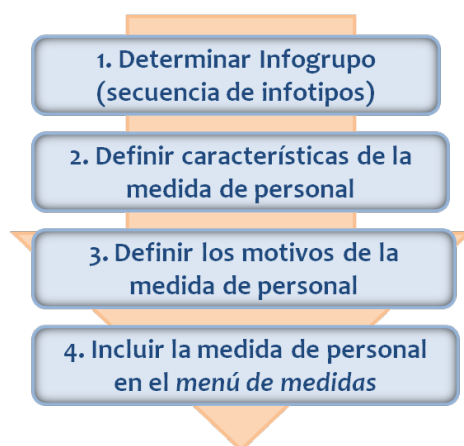 1. Determinar Infogrupo
(secuencia de infotipos)
2. Definir características de la
medida de personal
3. Definir los motivos de la
medida de personal
4. Incluir la medida de personal
en el menú de medidas